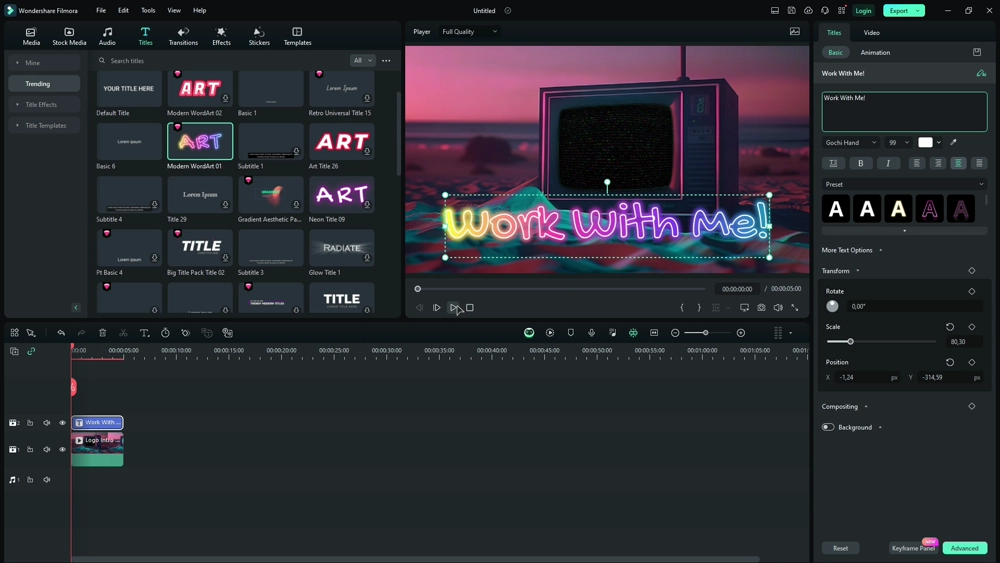 Wondershare Filmora
File
Edit
Tools
View
Help
Untitled
Login
Export
Media
Stock Media
Audio
Titles
Transitions
Effects
Stickers
Templates
Player
Full Quality
Titles
Video
Mine
Trending
Title Effects
Title Templates
Search titles
All
YOUR TITLE HERE
ART
Lorem Ipsum
Default Title
Modern WordArt 02
Basic 1
Retro Universal Title 15
Lorem ipsum
ART
ART
Basic 6
Modern WordArt 01
Subtitle 1
Art Title 26
Lorem Ipsum
ART
Subtitle 4
Title 29
Gradient Aesthetic Pa...
Neon Title 09
Lorem ipsum
TITLE
RADIATE
Pt Basic 4
Big Title Pack Title 02
Subtitle 3
Glow Title 1
TITLE
Work With Me!
00:00:00:00
/
00:00:05:00
Basic
Animation
Work With Me!
Work With Me!
Gochi Hand
99
B
I
Preset
A
A
A
A
A
More Text Options
Transform
Rotate
0,00°
Scale
80,30
Position
X
-1,24
px
Y
-314,59
px
Compositing
Background
Reset
Keyframe Panel
NEW
Advanced
00:00
00:00:05:00
00:00:10:00
00:00:15:00
00:00:20:00
00:00:25:00
00:00:30:00
00:00:35:00
00:00:40:00
00:00:45:00
00:00:50:00
00:00:55:00
00:01:00:00
00:01:05:00
2
Work With ...
1
Logo Intro ...
1